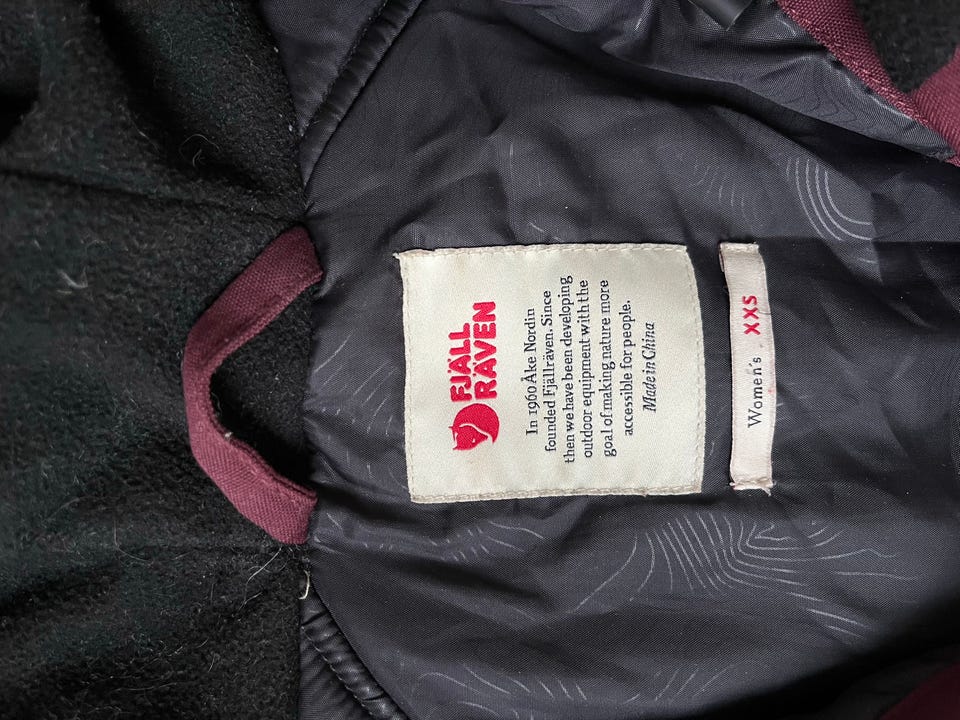 FJÄLL
RÄVEN
In 1960 Åke Nordin
founded Fjällräven. Since
then we have been developing
outdoor equipment with the
goal of making nature more
accessible for people.
Made in China
Women's XXS